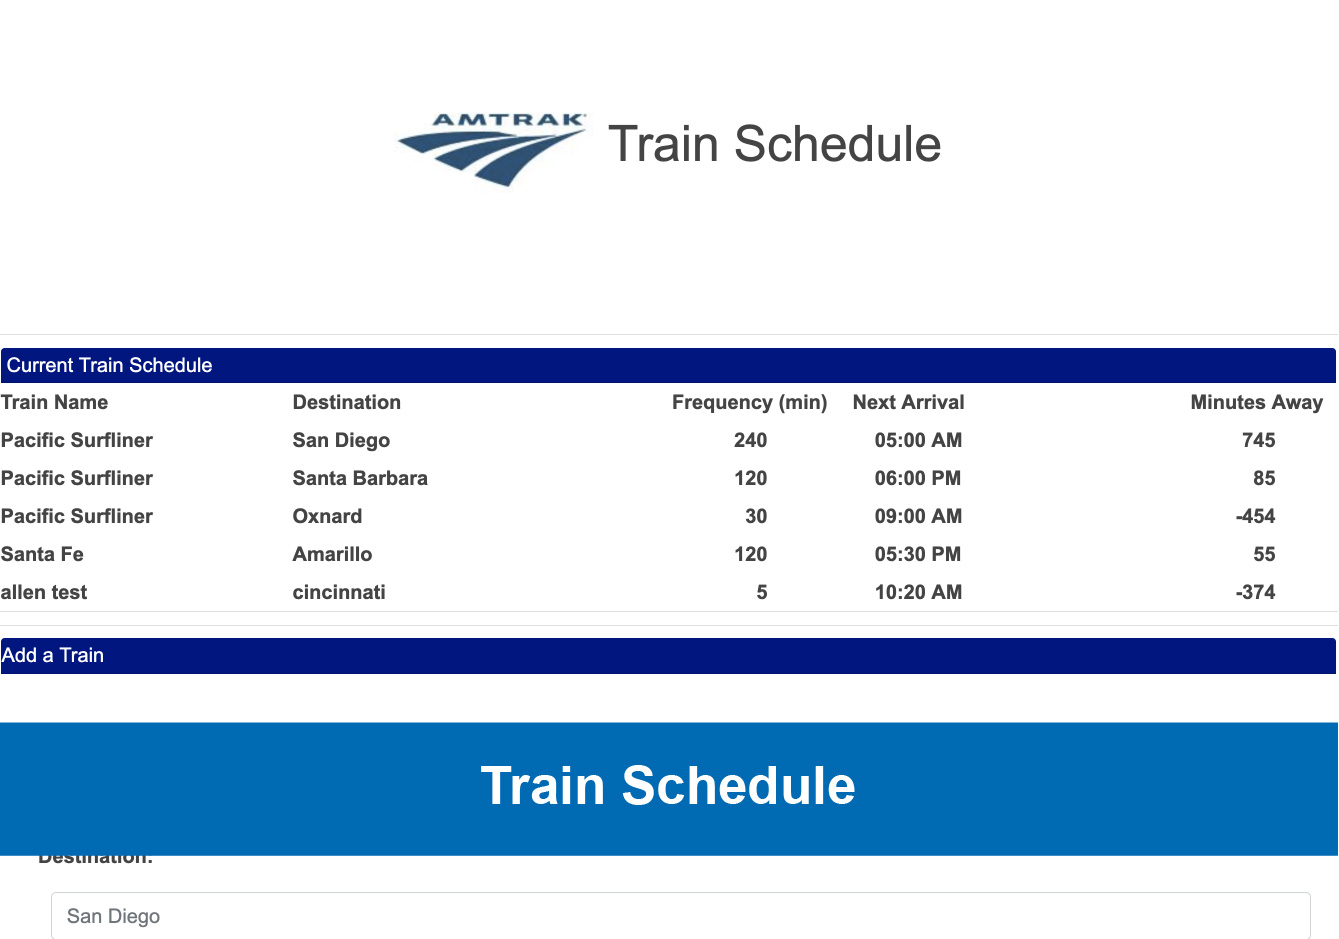 AMTRAK
Train Schedule
Current Train Schedule
Train Name Destination Frequency (min) Next Arrival Minutes Away
Pacific Surfliner San Diego 240 05:00 AM 745
Pacific Surfliner Santa Barbara 120 06:00 PM 85
Pacific Surfliner Oxnard 30 09:00 AM -454
Santa Fe Amarillo 120 05:30 PM 55
allen test cincinnati 5 10:20 AM -374
Add a Train
Train Schedule
Destination:
San Diego